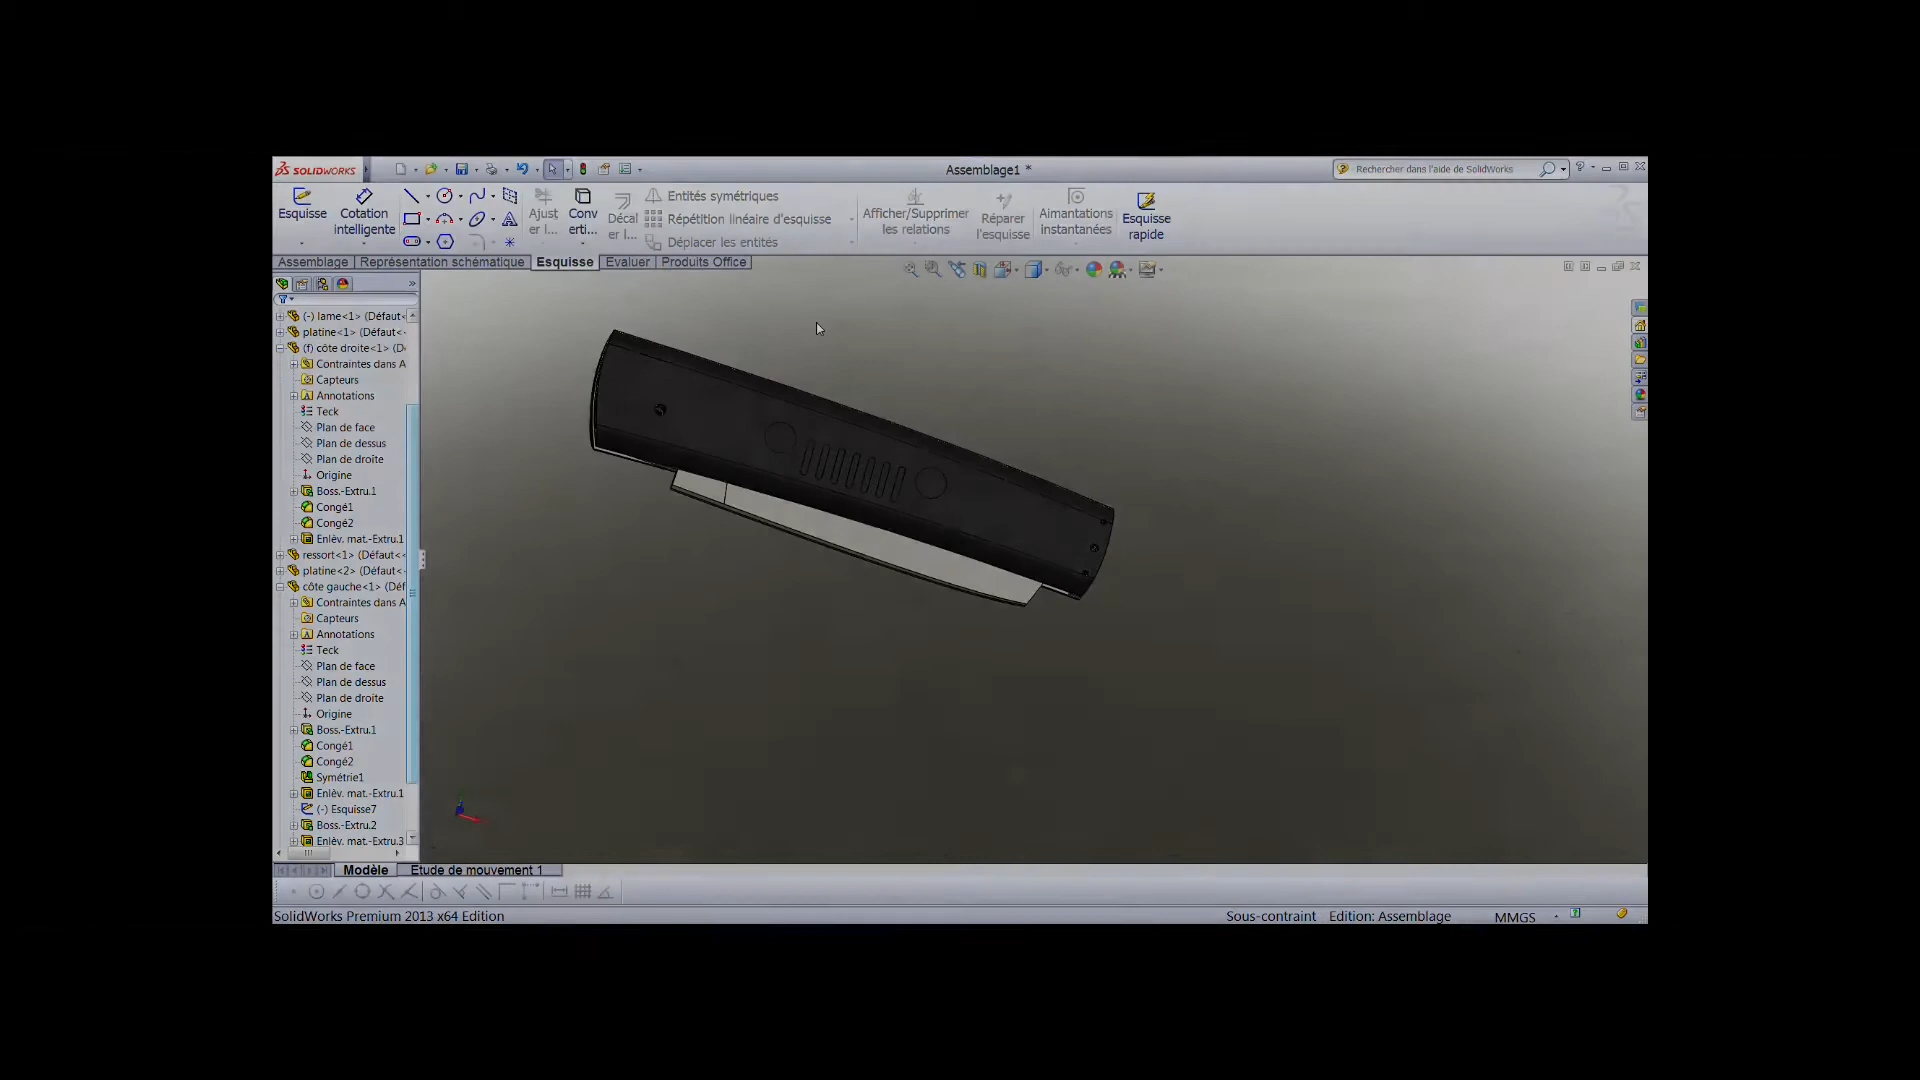 SOLIDWORKS
Assemblage1 *
Rechercher dans l'aide de SolidWorks
Esquisse
Cotation
intelligente
Ajust
er l...
Conv
erti...
Décal
er l...
Entités symétriques
Répétition linéaire d'esquisse
Déplacer les entités
Afficher/Supprimer
les relations
Réparer
l'esquisse
Aimantations
instantanées
Esquisse
rapide
Assemblage
Représentation schématique
Esquisse
Evaluer
Produits Office
(-) lame<1> (Défaut<
platine<1> (Défaut<
(f) côte droite<1> (D
Contraintes dans A
Capteurs
Annotations
Teck
Plan de face
Plan de dessus
Plan de droite
Origine
Boss.-Extru.1
Congé1
Congé2
Enlèv. mat.-Extru.1
ressort<1> (Défaut<
platine<2> (Défaut<
côte gauche<1> (Déf
Contraintes dans A
Capteurs
Annotations
Teck
Plan de face
Plan de dessus
Plan de droite
Origine
Boss.-Extru.1
Congé1
Congé2
Symétrie1
Enlèv. mat.-Extru.1
(-) Esquisse7
Boss.-Extru.2
Enlèv. mat.-Extru.3
Modèle
Etude de mouvement 1
SolidWorks Premium 2013 x64 Edition
Sous-contraint
Edition: Assemblage
MMGS